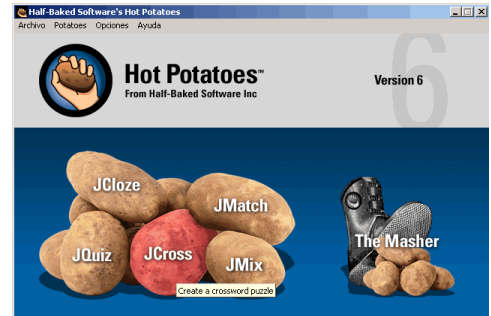 Half-Baked Software's Hot Potatoes
Archivo Potatoes Opciones Ayuda
Hot Potatoes™
From Half-Baked Software Inc
Version 6
6
JCloze
JMatch
JQuiz
JCross
JMix
The Masher
Create a crossword puzzle